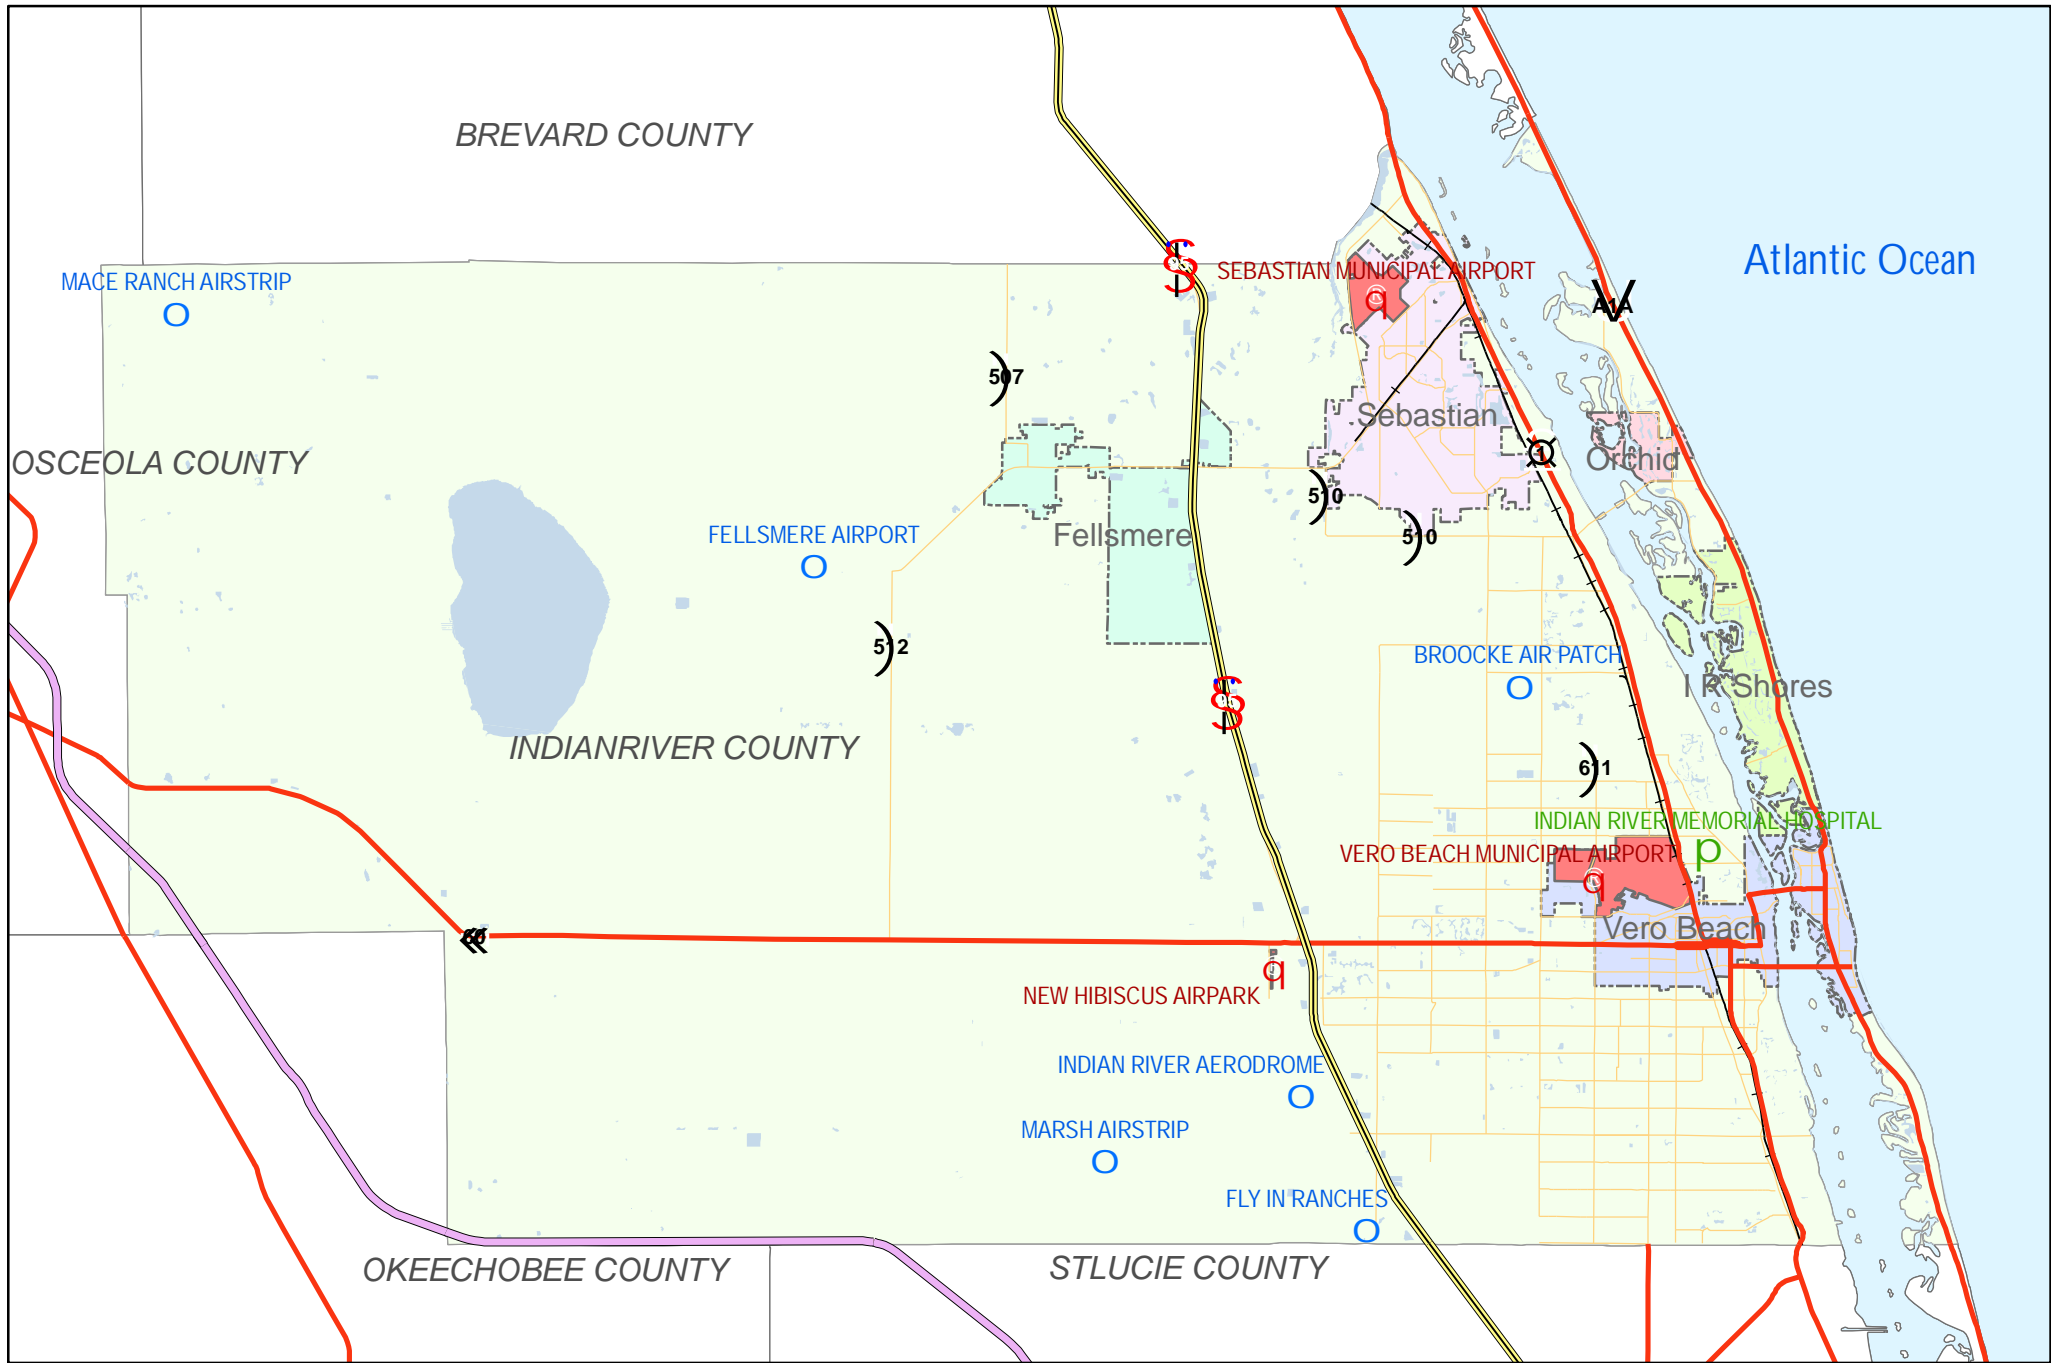 BREVARD COUNTY
Atlantic Ocean
SEBASTIAN MUNICIPAL AIRPORT
MACE RANCH AIRSTRIP
A1A
507
Sebastian
OSCEOLA COUNTY
Orchid
1
510
FELLSMERE AIRPORT
Fellsmere
510
512
BROOCKE AIR PATCH
I R Shores
INDIANRIVER COUNTY
611
INDIAN RIVER MEMORIAL HOSPITAL
VERO BEACH MUNICIPAL AIRPORT
Vero Beach
60
NEW HIBISCUS AIRPARK
INDIAN RIVER AERODROME
MARSH AIRSTRIP
FLY IN RANCHES
OKEECHOBEE COUNTY
STLUCIE COUNTY